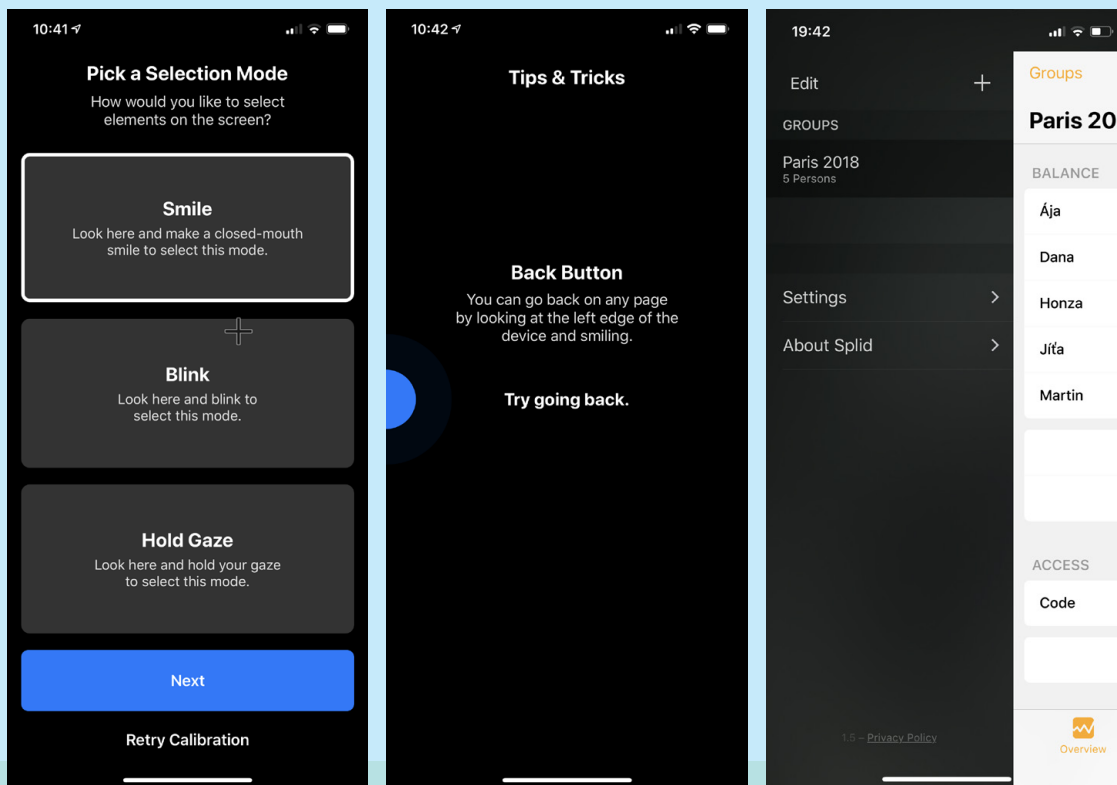 10:41
Pick a Selection Mode
How would you like to select
elements on the screen?
Smile
Look here and make a closed-mouth
smile to select this mode.
Blink
Look here and blink to
select this mode.
Hold Gaze
Look here and hold your gaze
to select this mode.
Next
Retry Calibration
10:42
Tips & Tricks
Back Button
You can go back on any page
by looking at the left edge of the
device and smiling.
Try going back.
19:42
Edit
GROUPS
Paris 2018
5 Persons
Settings
About Splid
1.5 – Privacy Policy
Groups
Paris 20
BALANCE
Ája
Dana
Honza
Jíťa
Martin
ACCESS
Code
Overview